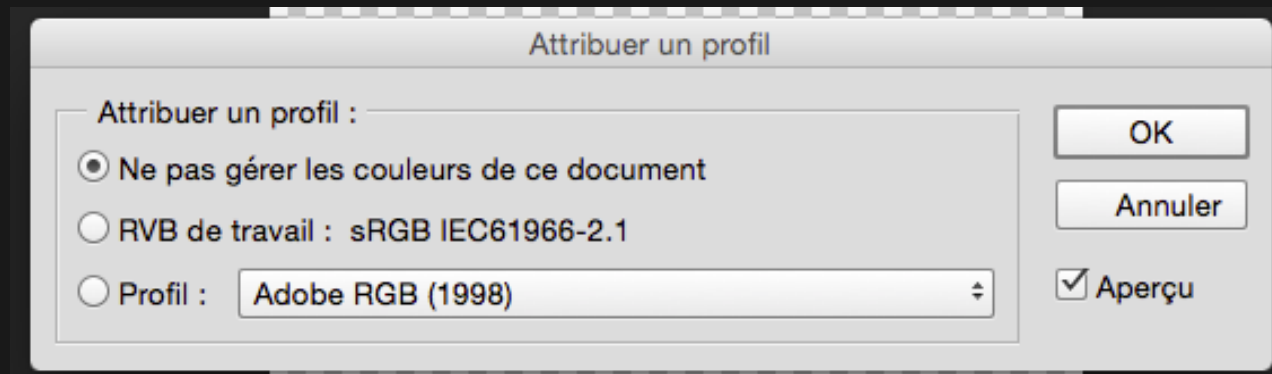 Attribuer un profil
Attribuer un profil :
Ne pas gérer les couleurs de ce document
RVB de travail : sRGB IEC61966-2.1
Profil : Adobe RGB (1998)
OK
Annuler
Aperçu